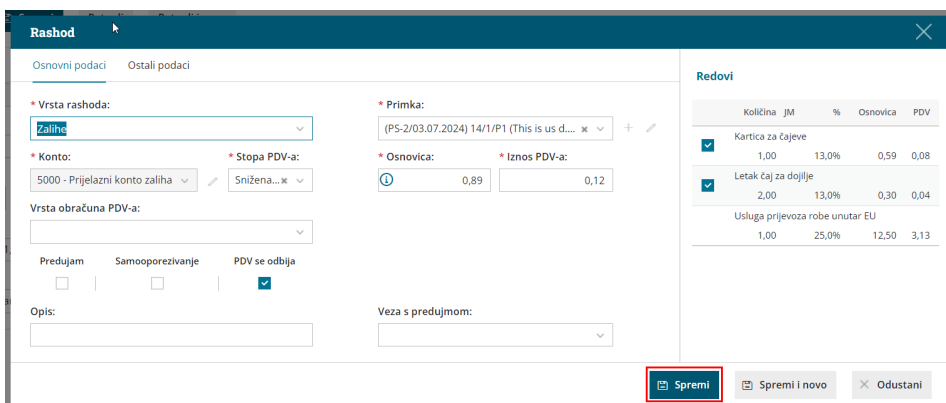 Rashod
Osnovni podaci Ostali podaci
* Vrsta rashoda: * Primka:
Zalihe (PS-2/03.07.2024) 14/1/P1 (This is us d....
* Konto: * Stopa PDV-a: * Osnovica: * Iznos PDV-a:
5000 - Prijelazni konto zaliha Snižena... 0,89 0,12
Vrsta obračuna PDV-a:
Predujam Samooporezivanje PDV se odbija
Opis: Veza s predujmom:
Redovi
Količina JM % Osnovica PDV
Kartica za čajeve
1,00 13,0% 0,59 0,08
Letak čaj za dojilje
2,00 13,0% 0,30 0,04
Usluga prijevoza robe unutar EU
1,00 25,0% 12,50 3,13
Spremi Spremi i novo Odustani